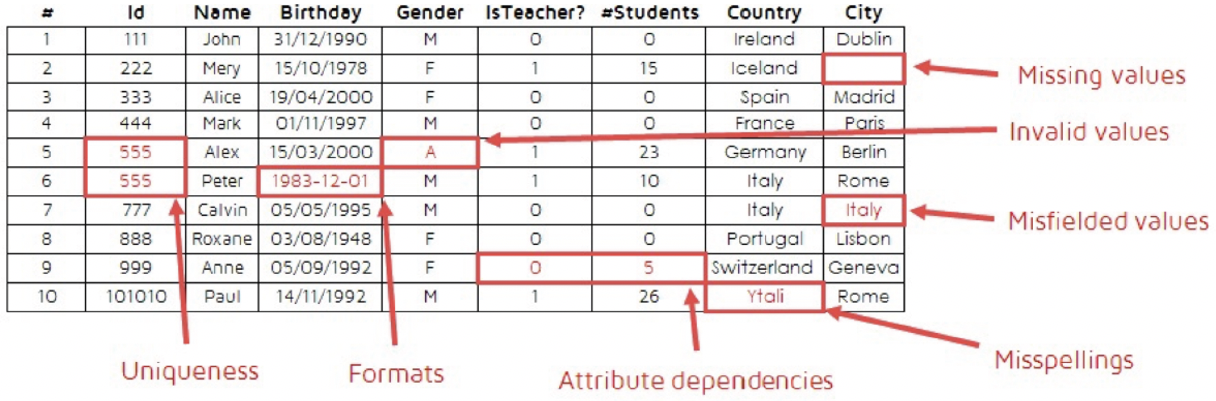 # Id Name Birthday Gender IsTeacher? #Students Country City
1 111 John 31/12/1990 M 0 0 Ireland Dublin
2 222 Mery 15/10/1978 F 1 15 Iceland
Missing values
3 333 Alice 19/04/2000 F 0 0 Spain Madrid
4 444 Mark 01/11/1997 M 0 0 France Paris
Invalid values
5 555 Alex 15/03/2000 A 1 23 Germany Berlin
6 555 Peter 1983-12-01 M 1 10 Italy Rome
7 777 Calvin 05/05/1995 M 0 0 Italy Italy
Misfielded values
8 888 Roxane 03/08/1948 F 0 0 Portugal Lisbon
9 999 Anne 05/09/1992 F 0 5 Switzerland Geneva
10 101010 Paul 14/11/1992 M 1 26 Ytali Rome
Misspellings
Uniqueness
Formats
Attribute dependencies